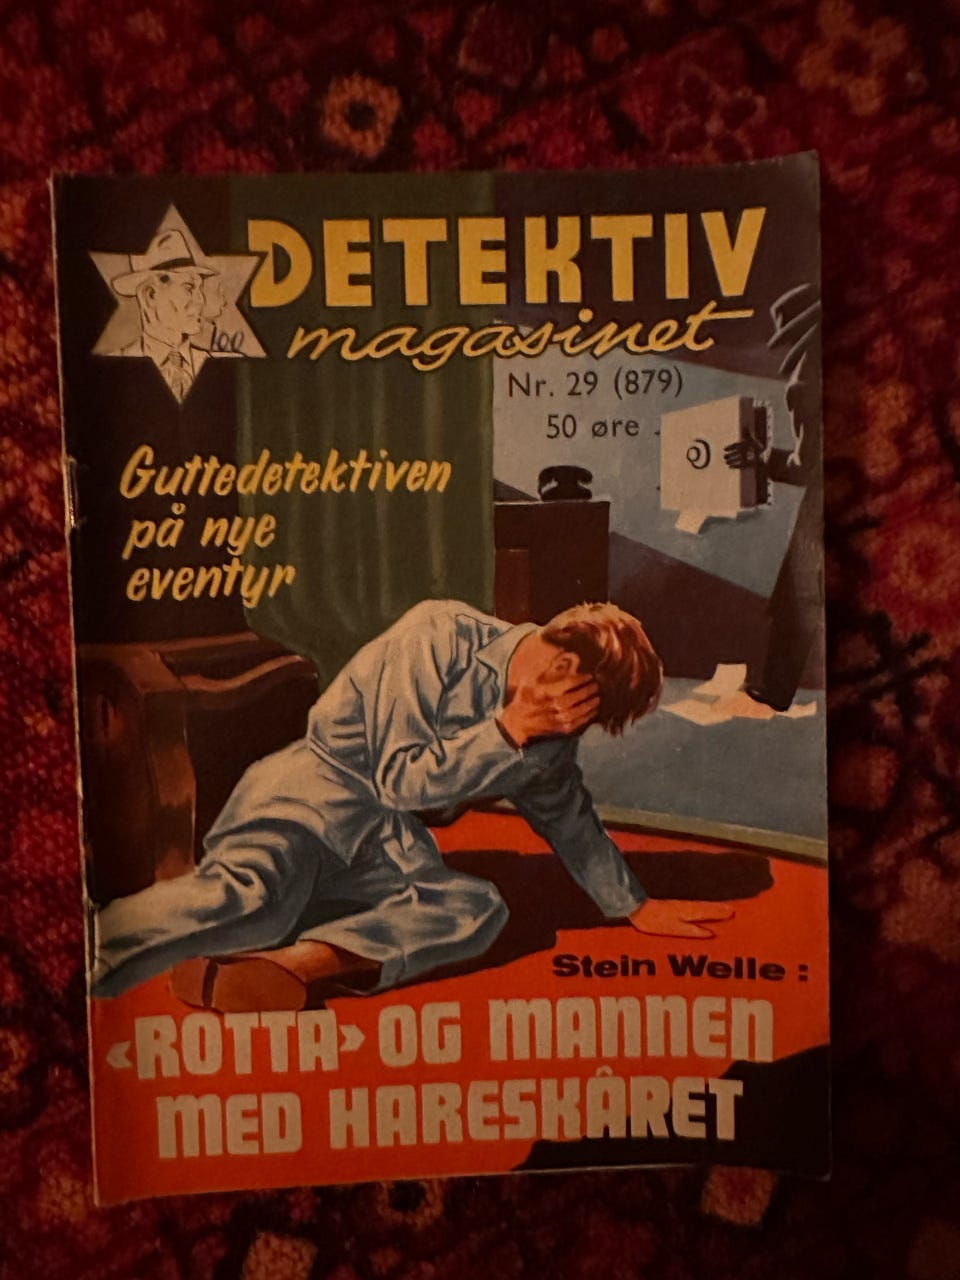 DETEKTIV
magasinet
Nr. 29 (879)
50 øre
Guttedetektiven
på nye
eventyr
Stein Welle :
‹ROTTA› OG MANNEN
MED HARESKÅRET